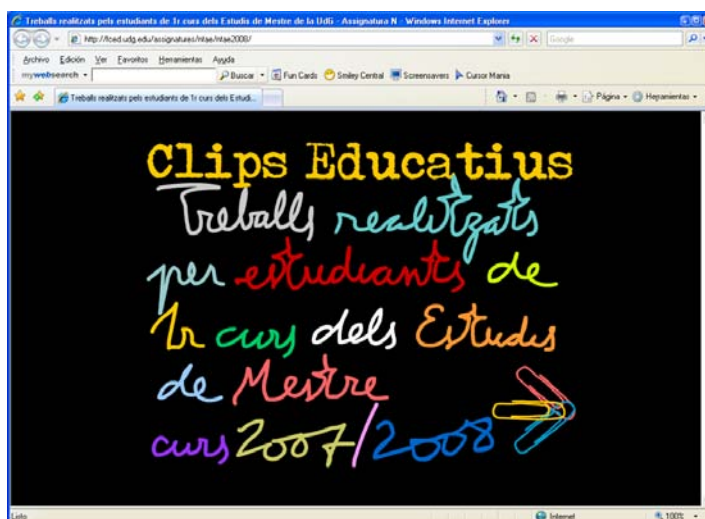 Treballs realitzats pels estudiants de 1r curs dels Estudis de Mestre de la UdG - Assignatura N - Windows Internet Explorer
http://fced.udg.edu/assignatures/ntae/ntae2008/ Google
Archivo Edición Ver Favoritos Herramientas Ayuda
mywebsearch Buscar Fun Cards Smiley Central Screensavers Cursor Mania
Treballs realitzats pels estudiants de 1r curs dels Estudi... Página Herramientas
Clips Educatius
Treballs realitzats
per estudiants de
1r curs dels Estudis
de Mestre
curs 2007/2008
Listo Internet 100%